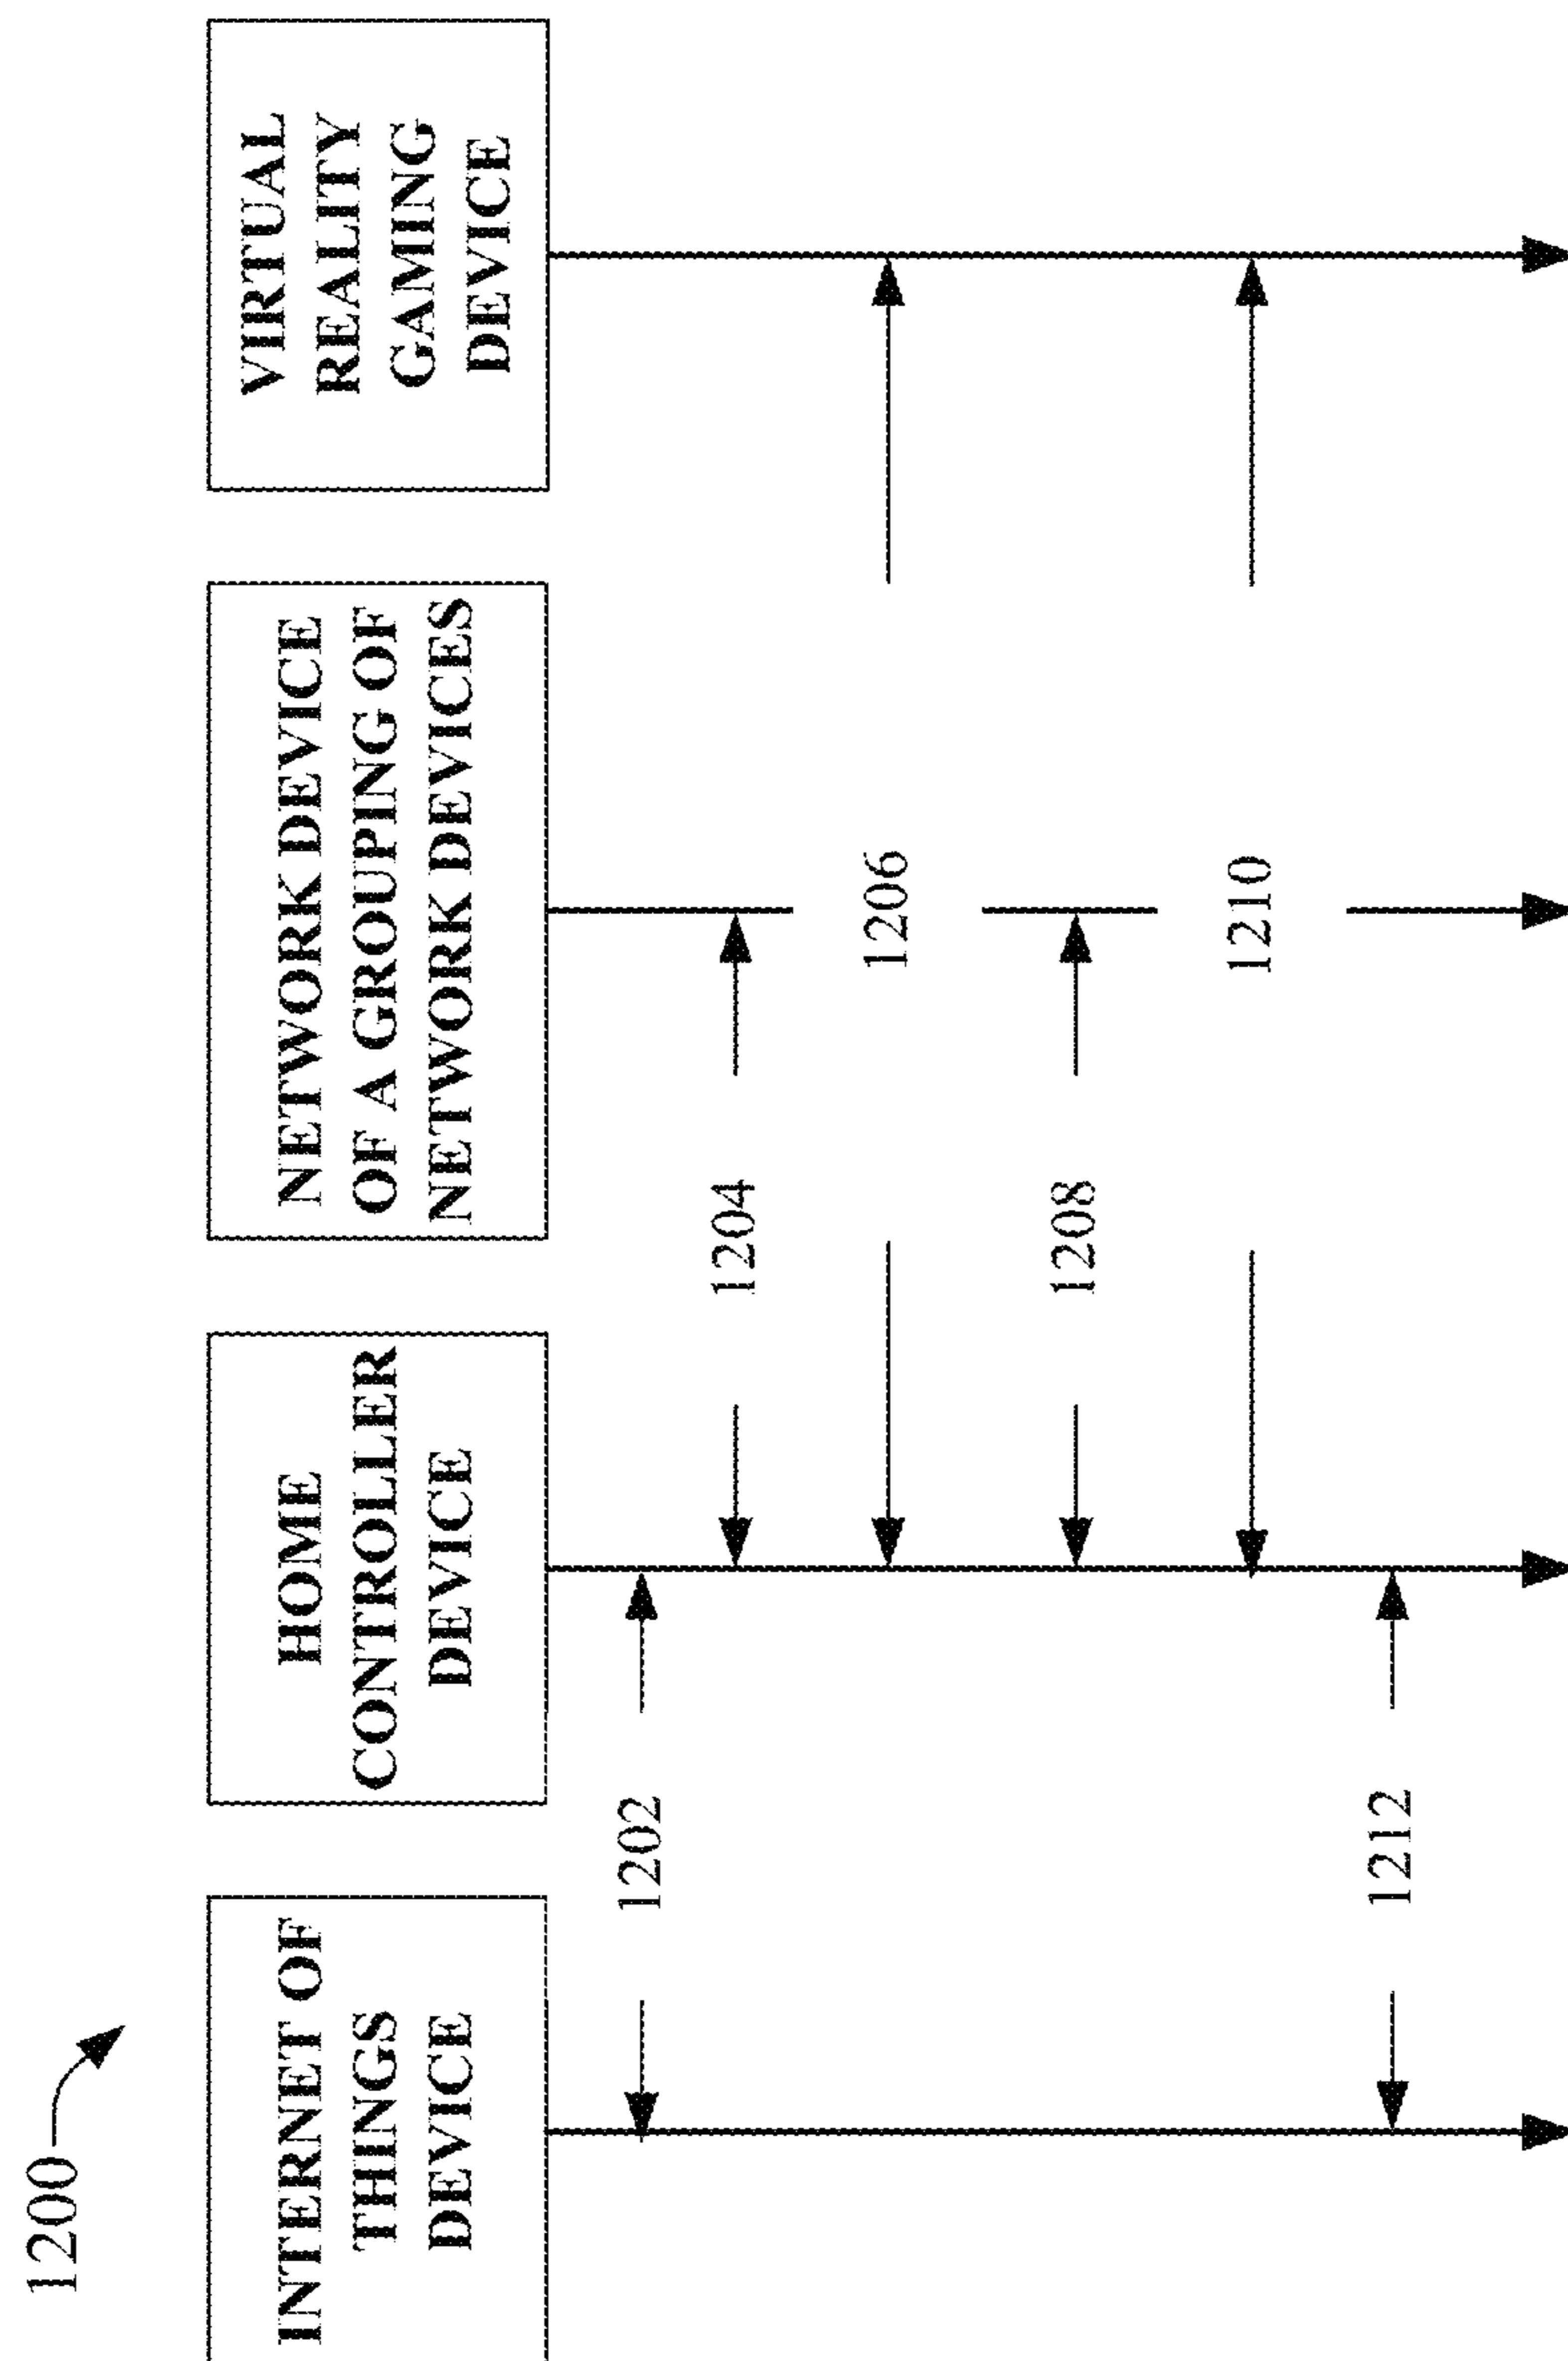 1200
INTERNET OF
THINGS
DEVICE
HOME
CONTROLLER
DEVICE
NETWORK DEVICE
OF A GROUPING OF
NETWORK DEVICES
VIRTUAL
REALITY
GAMING
DEVICE
1202
1204
1206
1208
1210
1212